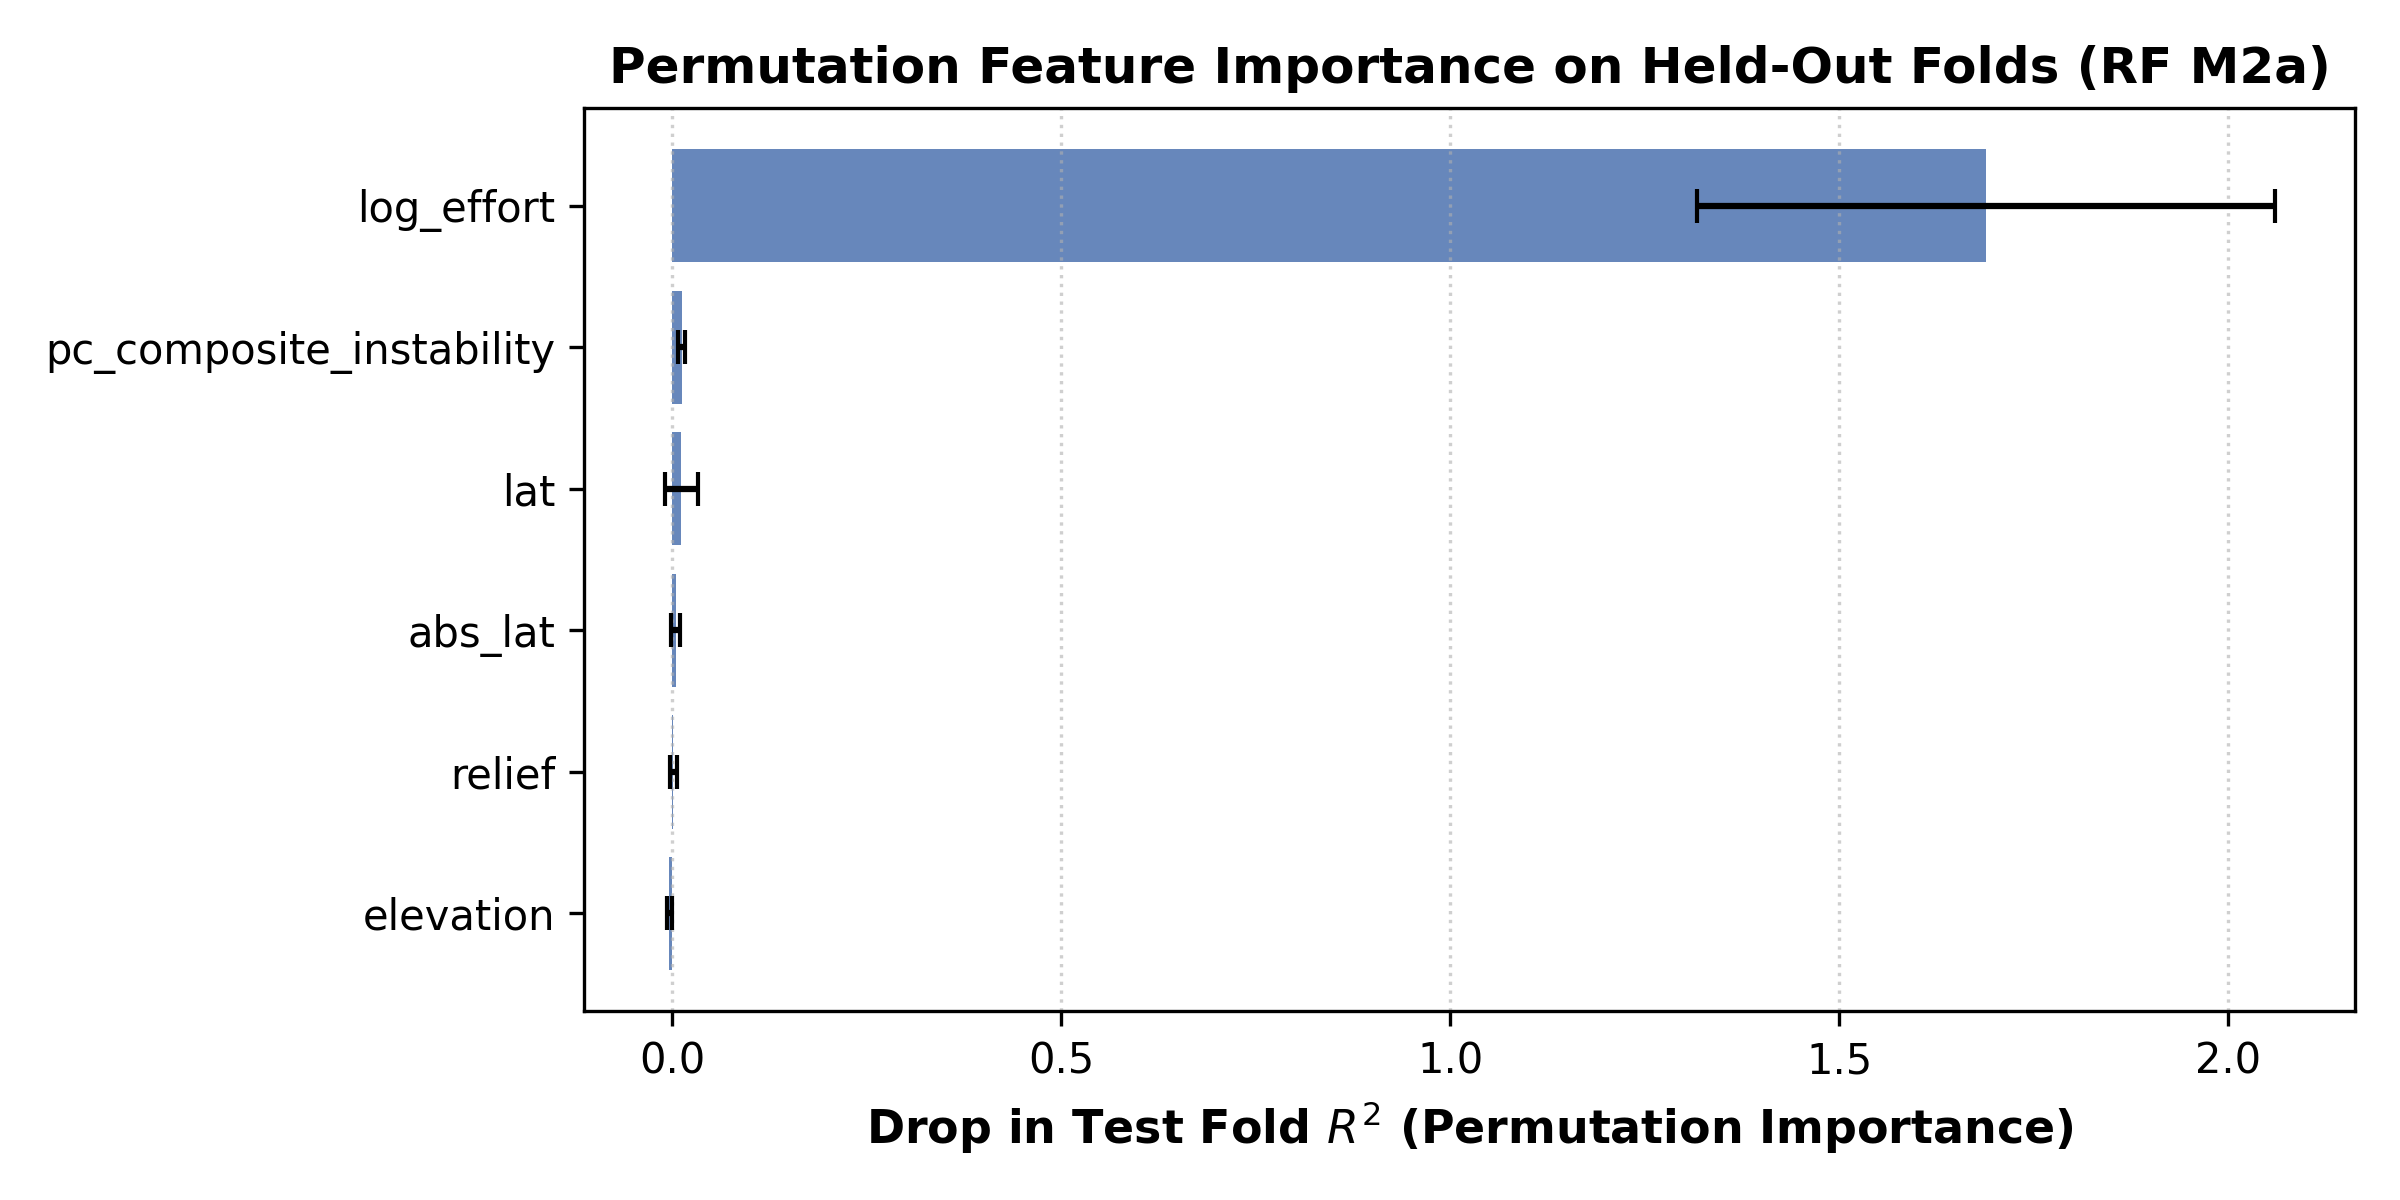 Permutation Feature Importance on Held-Out Folds (RF M2a)
log_effort
pc_composite_instability
lat
abs_lat
relief
elevation
0.0 0.5 1.0 1.5 2.0
Drop in Test Fold R² (Permutation Importance)